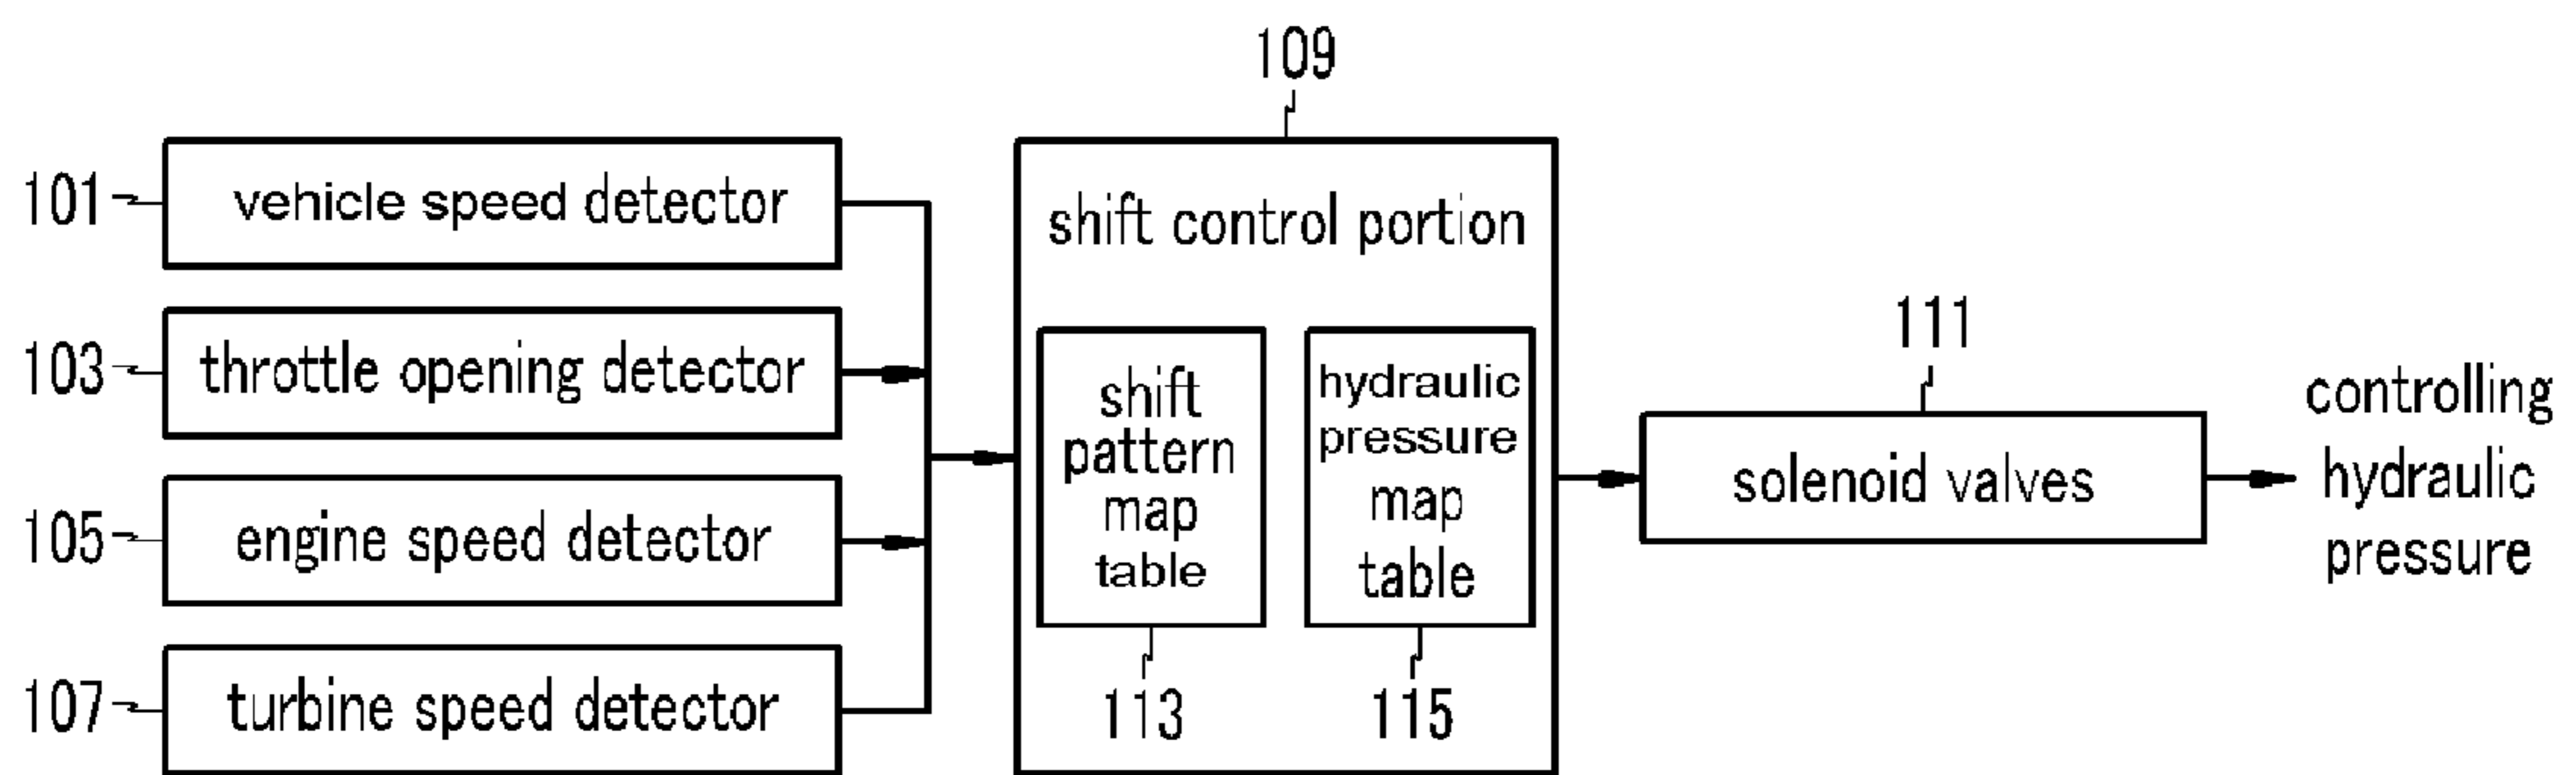 109
101
vehicle speed detector
103
throttle opening detector
105
engine speed detector
107
turbine speed detector
shift control portion
shift
pattern
map
table
113
hydraulic
pressure
map
table
115
111
solenoid valves
controlling
hydraulic
pressure